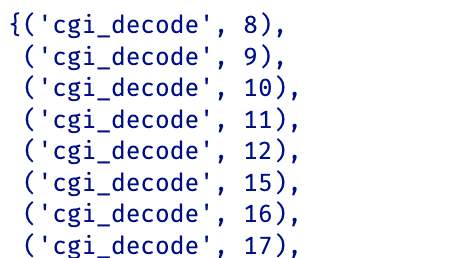 {('cgi_decode', 8),
('cgi_decode', 9),
('cgi_decode', 10),
('cgi_decode', 11),
('cgi_decode', 12),
('cgi_decode', 15),
('cgi_decode', 16),
('cgi_decode', 17),